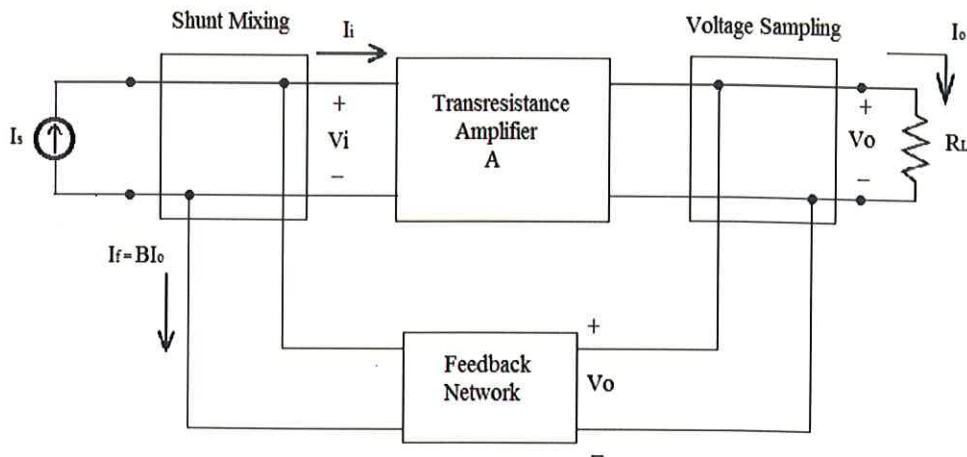 Shunt Mixing
Ii
Voltage Sampling
Io
Is
+
Vi
−
Transresistance
Amplifier
A
+
Vo
−
RL
If = BIo
Feedback
Network
+
Vo
−